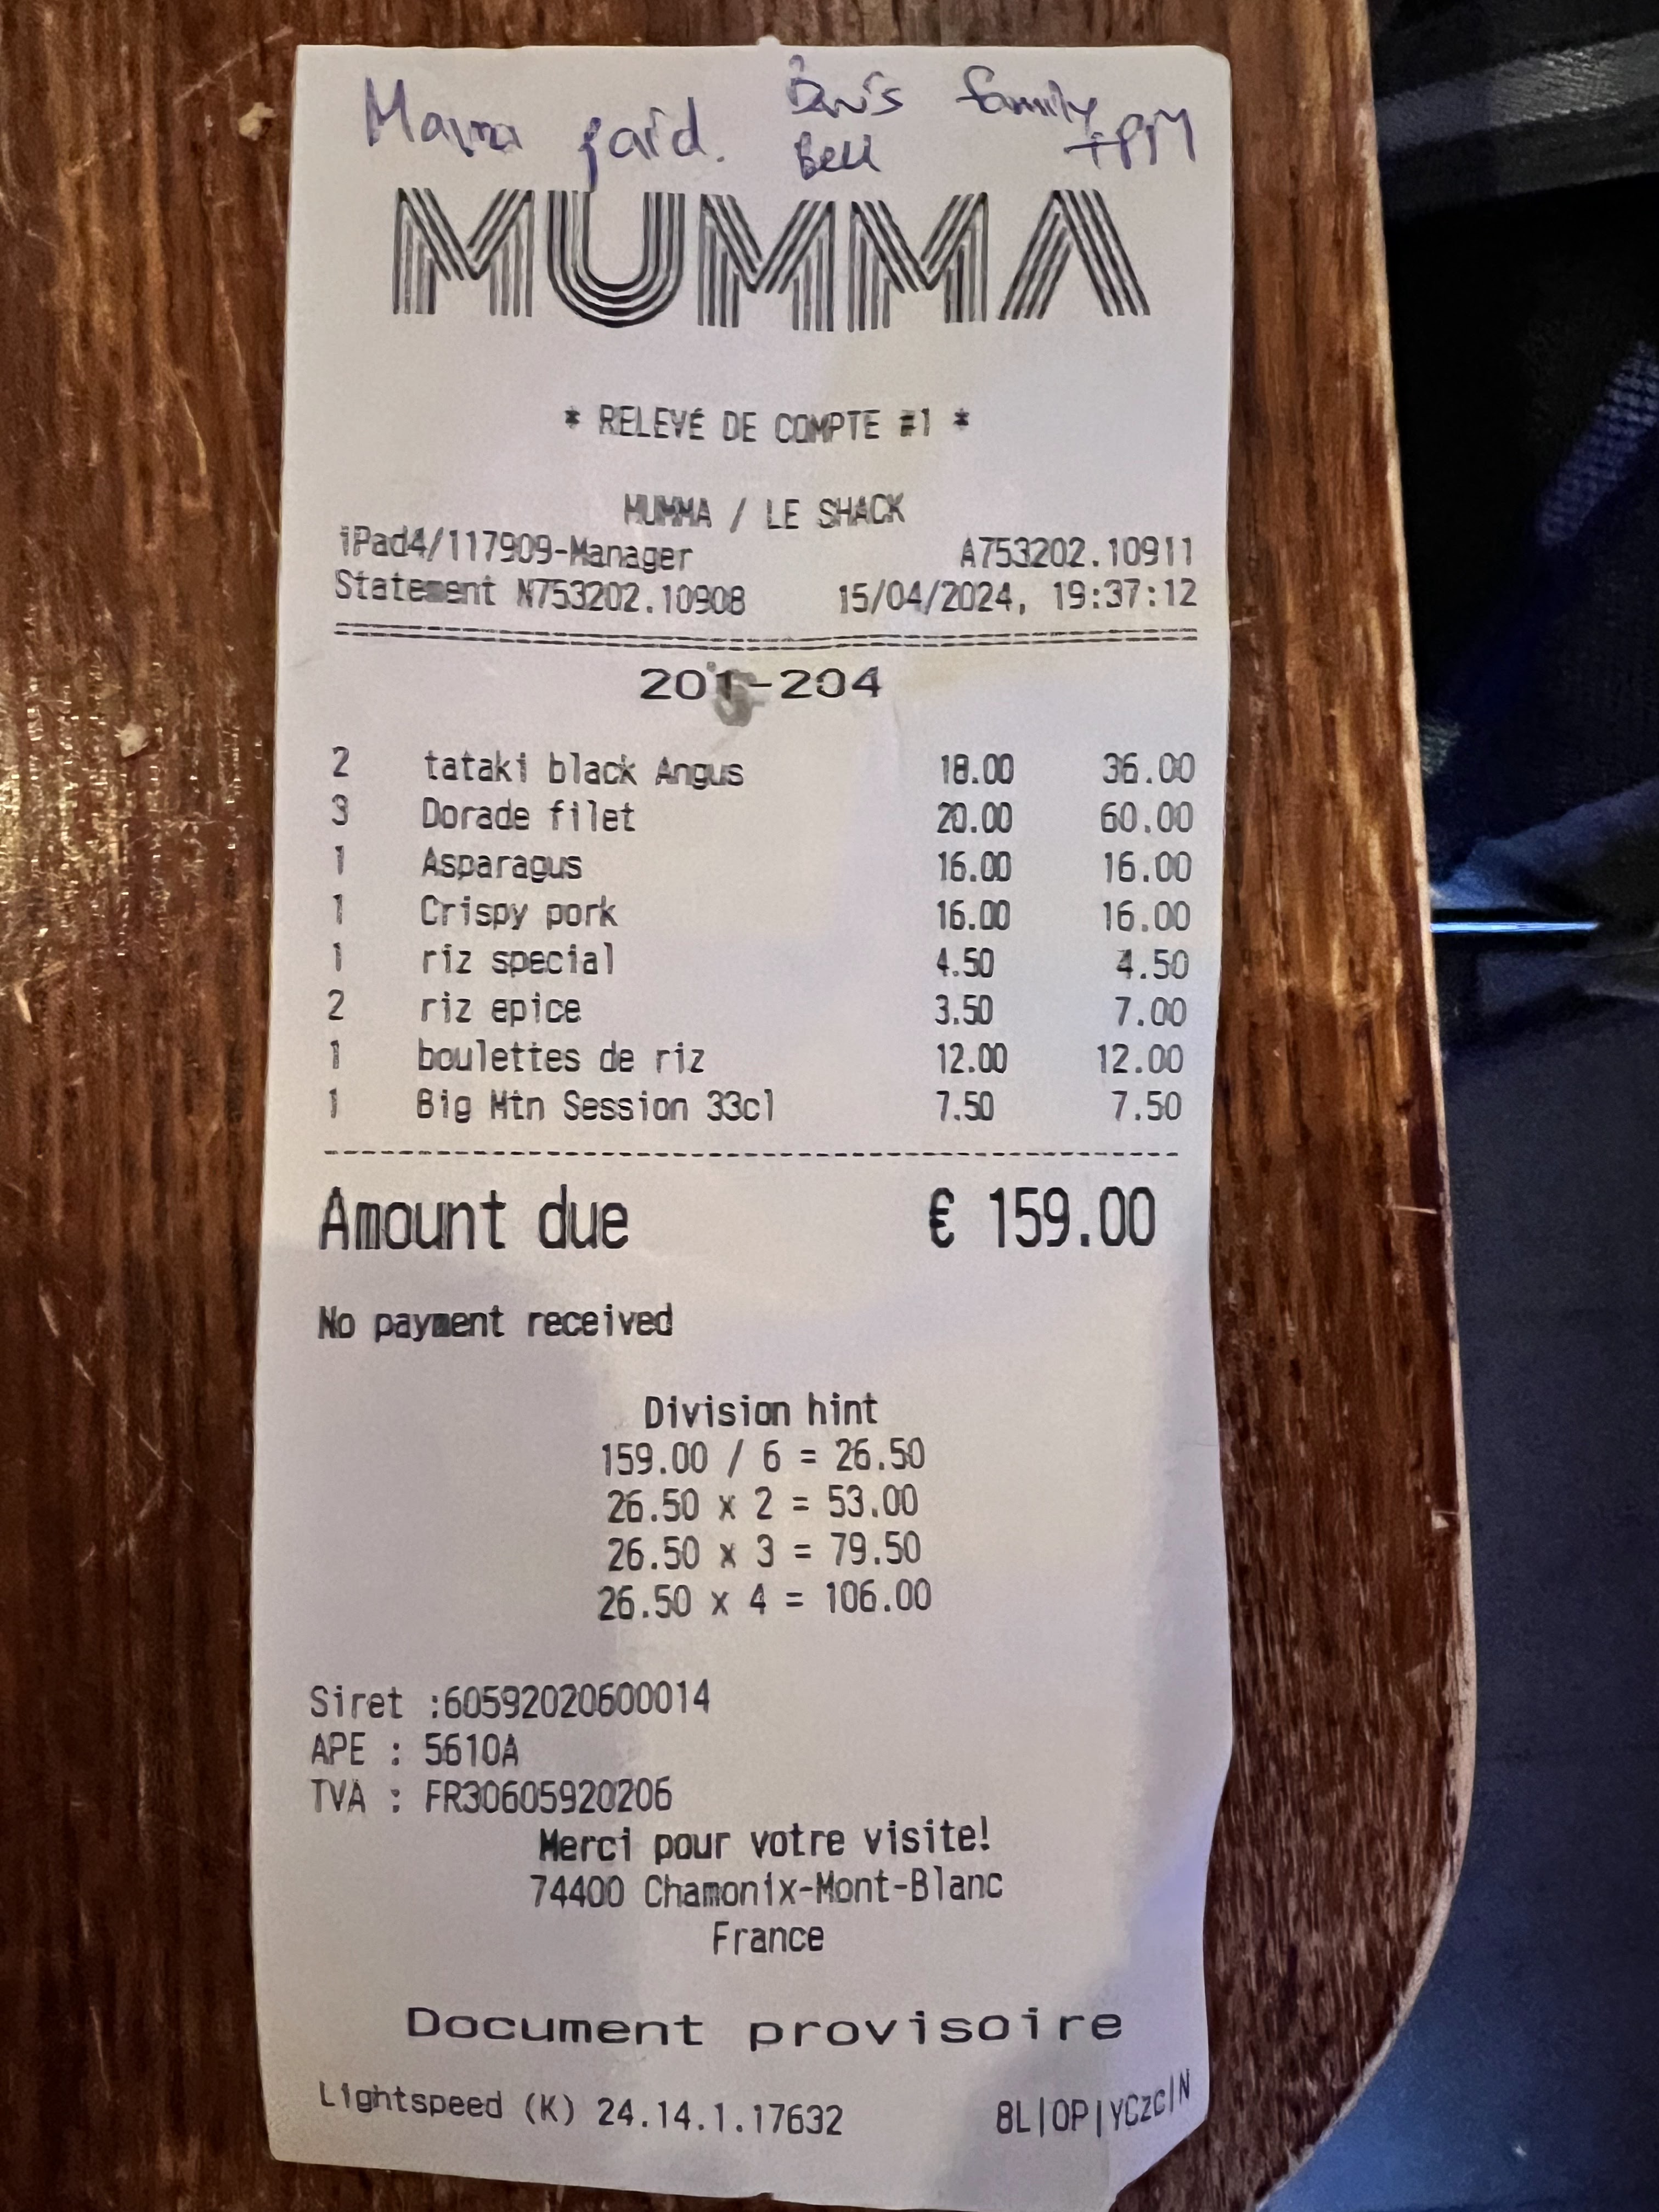 Mama paid. Bws's family
Bell +PM
MUMMA
* RELEVÉ DE COMPTE #1 *
MUMMA / LE SHACK
iPad4/117909-Manager A753202.10911
Statement N753202.10908 15/04/2024, 19:37:12
201-204
2 tataki black Angus 18.00 36.00
3 Dorade filet 20.00 60.00
1 Asparagus 16.00 16.00
1 Crispy pork 16.00 16.00
1 riz special 4.50 4.50
2 riz epice 3.50 7.00
1 boulettes de riz 12.00 12.00
1 Big Mtn Session 33cl 7.50 7.50
Amount due € 159.00
No payment received
Division hint
159.00 / 6 = 26.50
26.50 x 2 = 53.00
26.50 x 3 = 79.50
26.50 x 4 = 106.00
Siret :60592020600014
APE : 5610A
TVA : FR30605920206
Merci pour votre visite!
74400 Chamonix-Mont-Blanc
France
Document provisoire
Lightspeed (K) 24.14.1.17632 8L|OP|YCzc|N